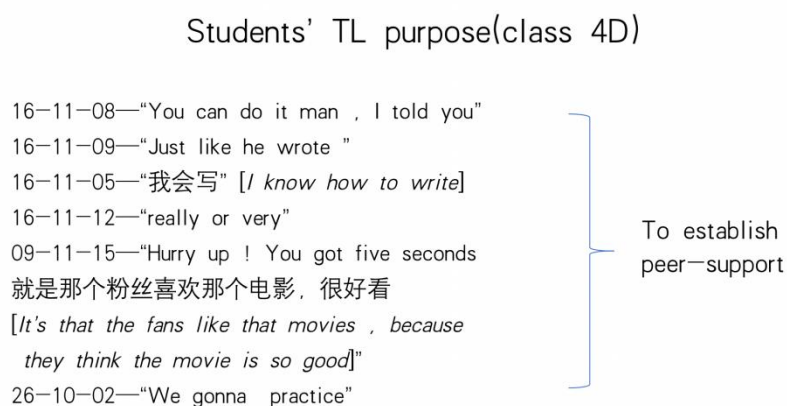 Students' TL purpose(class 4D)
16-11-08—“You can do it man , I told you”
16-11-09—“Just like he wrote ”
16-11-05—“我会写” [I know how to write]
16-11-12—“really or very”
09-11-15—“Hurry up ! You got five seconds
就是那个粉丝喜欢那个电影，很好看
[It's that the fans like that movies , because
they think the movie is so good]”
26-10-02—“We gonna practice”
To establish
peer-support